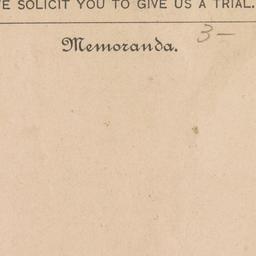 E SOLICIT YOU TO GIVE US A TRIAL.
3-
Memoranda.